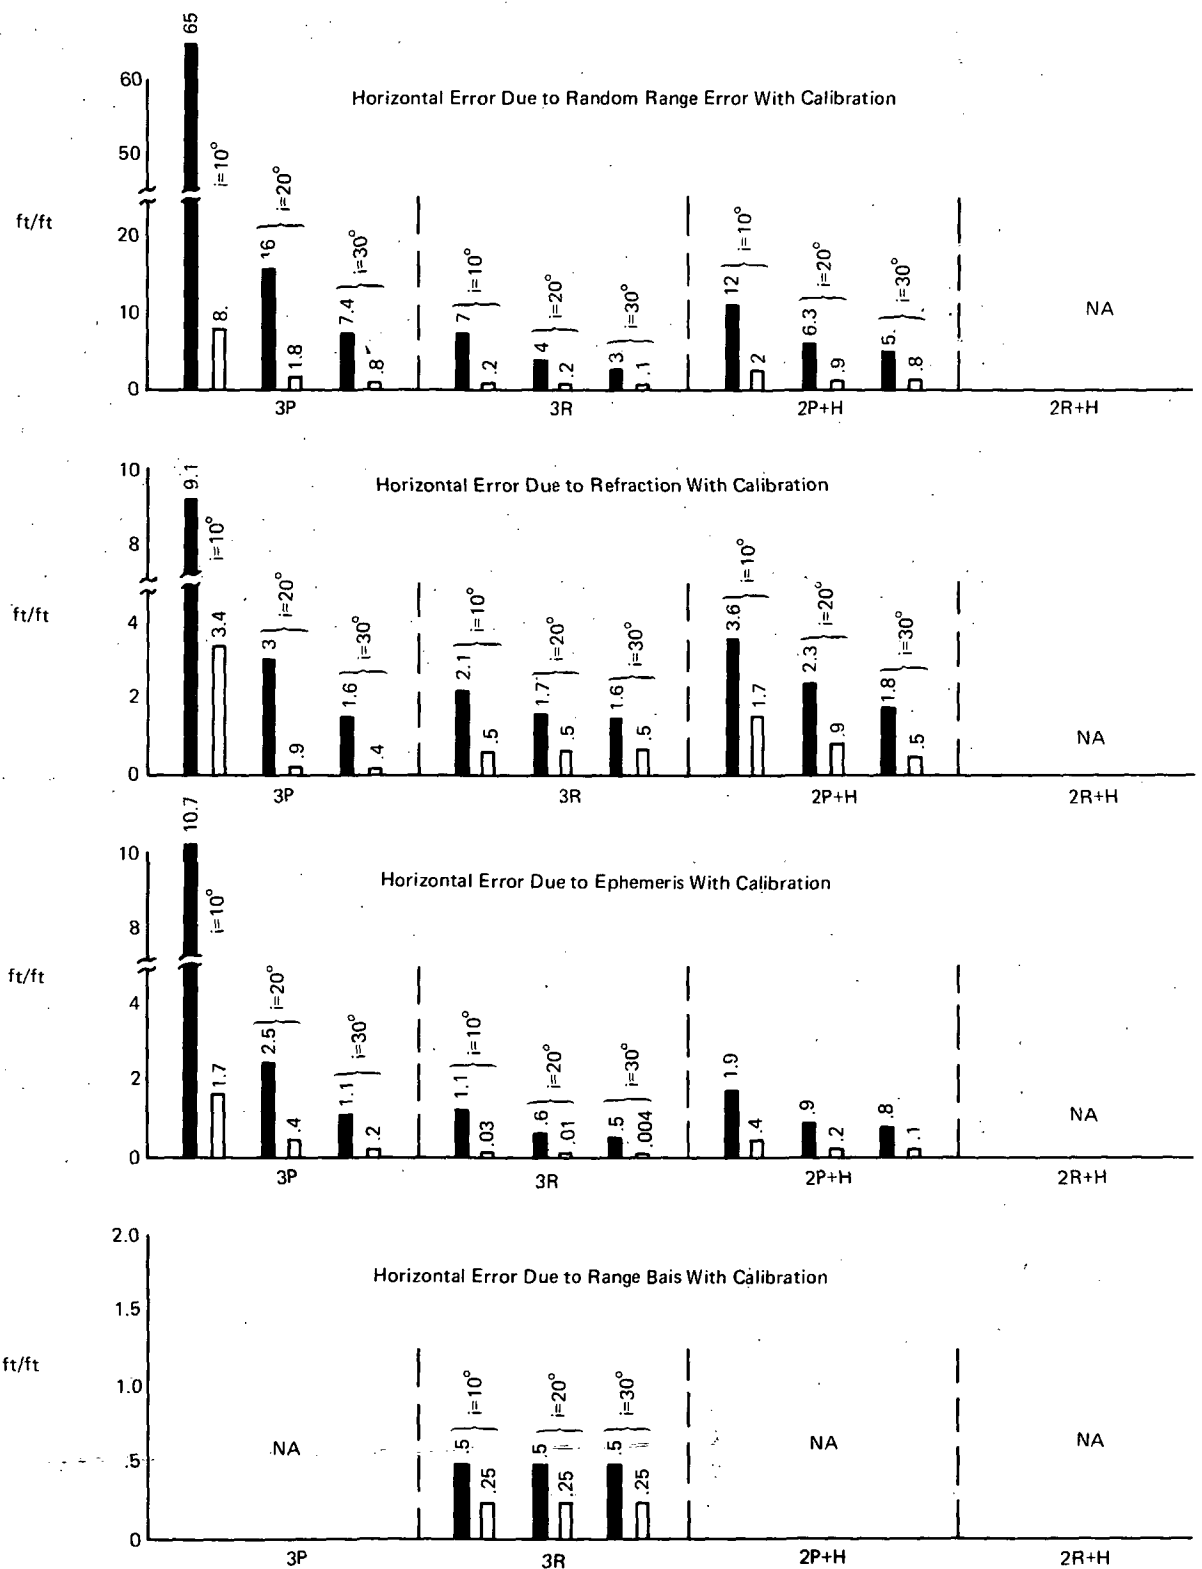 65
60
Horizontal Error Due to Random Range Error With Calibration
50
i=10°
i=20°
ft/ft
20
16
i=30°
i=10°
i=20°
i=30°
i=10°
i=20°
i=30°
10
8.
1.8
7.4
.8
7
.2
4
.2
3
.1
12
2
6.3
.9
5.
.8
NA
0
3P
3R
2P+H
2R+H
10
9.1
Horizontal Error Due to Refraction With Calibration
8
i=10°
i=20°
i=30°
i=10°
i=20°
i=30°
i=10°
i=20°
i=30°
ft/ft
4
3.4
3
.9
1.6
.4
2.1
.5
1.7
.5
1.6
.5
3.6
1.7
2.3
.9
1.8
.5
2
NA
0
3P
3R
2P+H
2R+H
10.7
10
Horizontal Error Due to Ephemeris With Calibration
8
i=10°
ft/ft
i=20°
i=30°
i=10°
i=20°
i=30°
4
2
1.7
2.5
.4
1.1
.2
1.1
.03
.6
.01
.5
.004
1.9
.4
.9
.2
.8
.1
NA
0
3P
3R
2P+H
2R+H
2.0
Horizontal Error Due to Range Bais With Calibration
1.5
ft/ft
1.0
i=10°
i=20°
i=30°
NA
.5
.25
.5
.25
.5
.25
NA
NA
.5
0
3P
3R
2P+H
2R+H